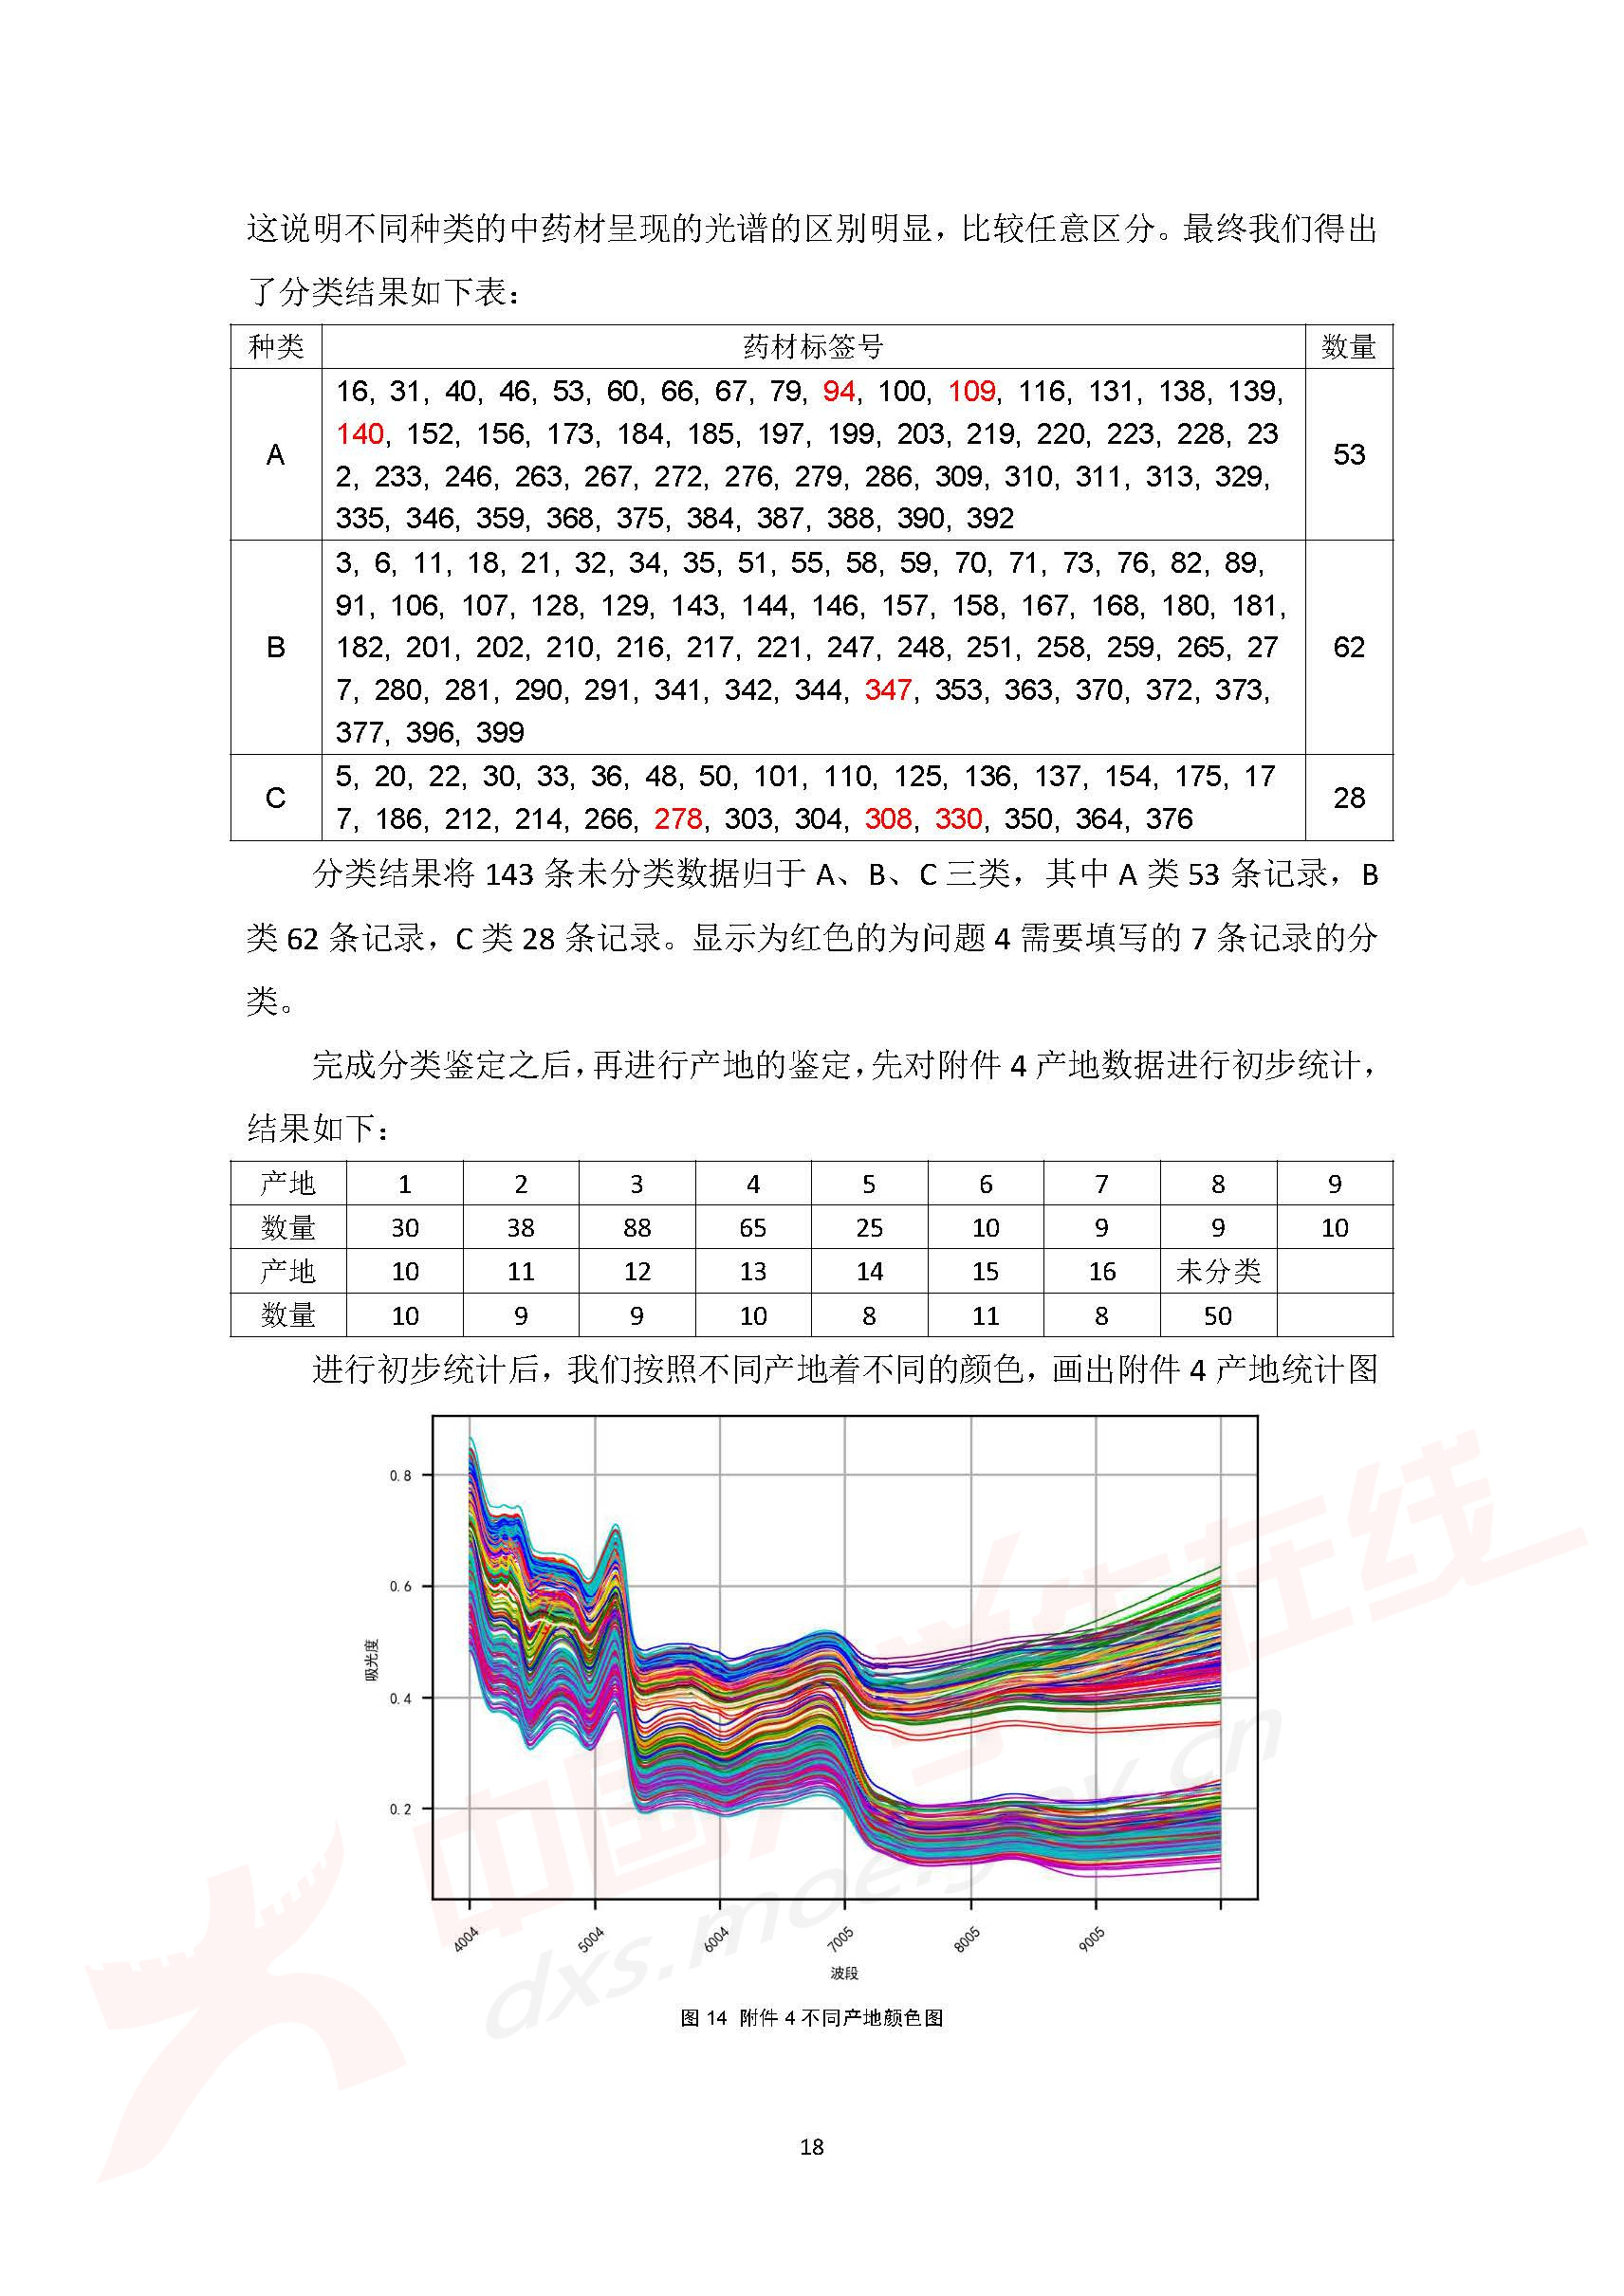 这说明不同种类的中药材呈现的光谱的区别明显，比较任意区分。最终我们得出
了分类结果如下表：
种类 药材标签号 数量
A
16, 31, 40, 46, 53, 60, 66, 67, 79, 94, 100, 109, 116, 131, 138, 139,
140, 152, 156, 173, 184, 185, 197, 199, 203, 219, 220, 223, 228, 23
2, 233, 246, 263, 267, 272, 276, 279, 286, 309, 310, 311, 313, 329,
335, 346, 359, 368, 375, 384, 387, 388, 390, 392
53
B
3, 6, 11, 18, 21, 32, 34, 35, 51, 55, 58, 59, 70, 71, 73, 76, 82, 89,
91, 106, 107, 128, 129, 143, 144, 146, 157, 158, 167, 168, 180, 181,
182, 201, 202, 210, 216, 217, 221, 247, 248, 251, 258, 259, 265, 27
7, 280, 281, 290, 291, 341, 342, 344, 347, 353, 363, 370, 372, 373,
377, 396, 399
62
C
5, 20, 22, 30, 33, 36, 48, 50, 101, 110, 125, 136, 137, 154, 175, 17
7, 186, 212, 214, 266, 278, 303, 304, 308, 330, 350, 364, 376
28
分类结果将 143 条未分类数据归于 A、B、C 三类，其中 A 类 53 条记录，B
类 62 条记录，C 类 28 条记录。显示为红色的为问题 4 需要填写的 7 条记录的分
类。
完成分类鉴定之后，再进行产地的鉴定，先对附件 4 产地数据进行初步统计，
结果如下：
产地 1 2 3 4 5 6 7 8 9
数量 30 38 88 65 25 10 9 9 10
产地 10 11 12 13 14 15 16 未分类
数量 10 9 9 10 8 11 8 50
进行初步统计后，我们按照不同产地着不同的颜色，画出附件 4 产地统计图
0.8
0.6
吸光度
0.4
0.2
4004 5004 6004 7005 8005 9005
波段
图 14 附件 4 不同产地颜色图
18